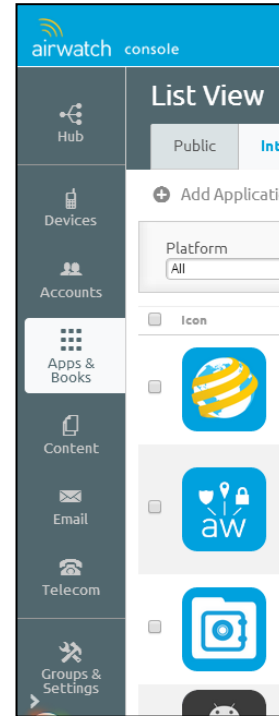 airwatch console
Hub
Devices
Accounts
Apps &
Books
Content
Email
Telecom
Groups &
Settings
List View
Public
Add
Platform
All
Icon
aw